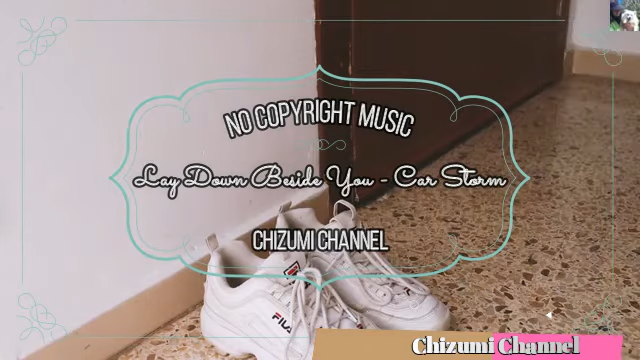 NO COPYRIGHT MUSIC
Lay Down Beside You - Car Storm
CHIZUMI CHANNEL
FILA
Chizumi Channel